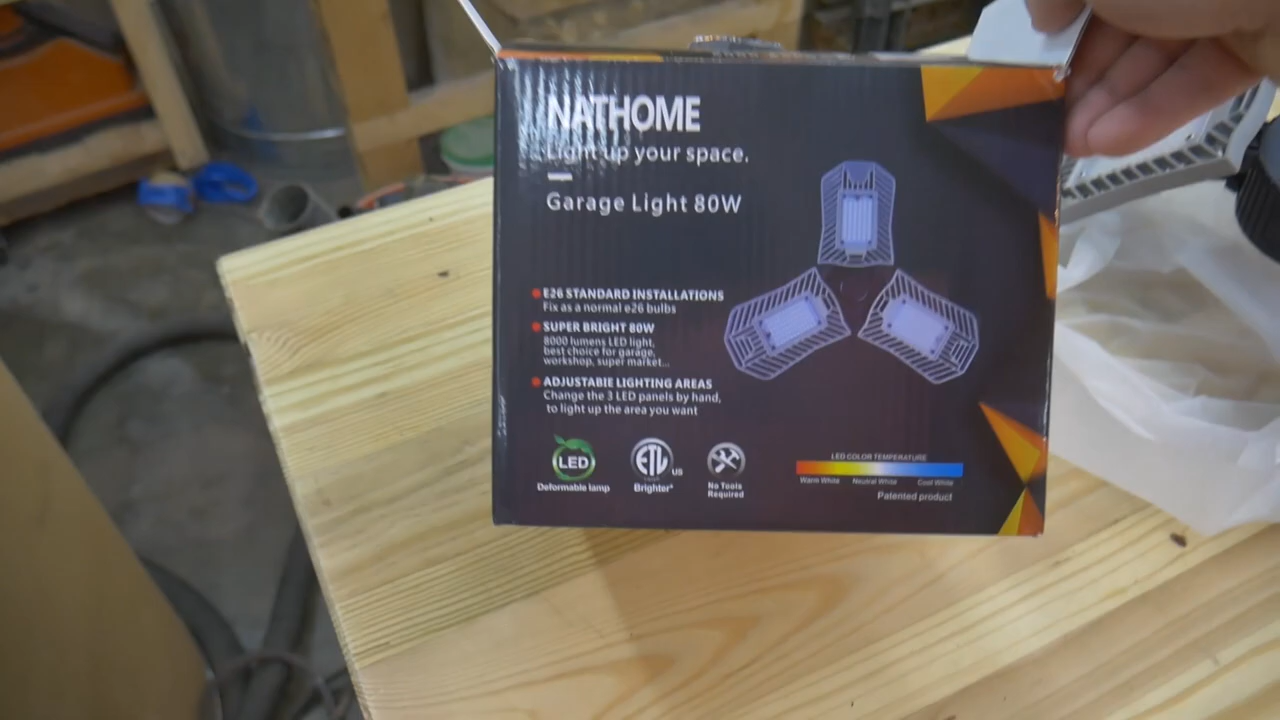 NATHOME
Light up your space.
Garage Light 80W
E26 STANDARD INSTALLATIONS
Fix as a normal e26 bulbs
SUPER BRIGHT 80W
8000 lumens LED light,
best choice for garage,
workshop, super market...
ADJUSTABLE LIGHTING AREAS
Change the 3 LED panels by hand,
to light up the area you want
LED
Deformable lamp
ETL
US
Brighter*
No Tools
Required
LED COLOR TEMPERATURE
Warm White Neutral White Cool White
Patented product